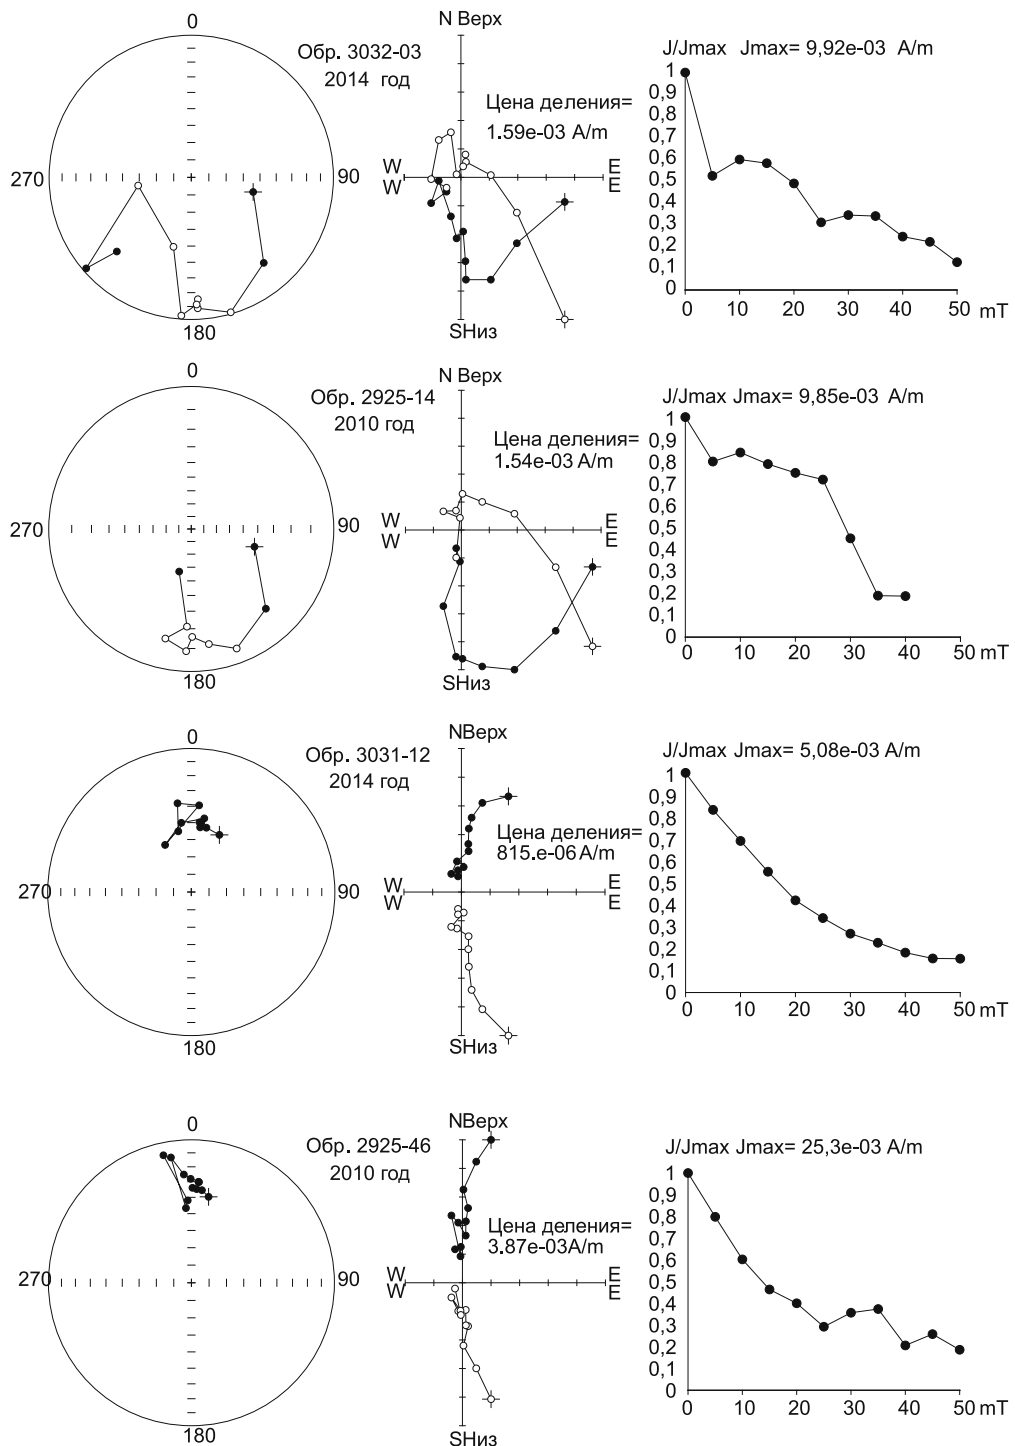 0
270
90
180
Обр. 3032-03
2014 год
N Верх
W
W
E
E
SНиз
Цена деления=
1.59e-03 A/m
J/Jmax Jmax= 9,92e-03 A/m
1
0,9
0,8
0,7
0,6
0,5
0,4
0,3
0,2
0,1
0
0 10 20 30 40 50 mT
0
270
90
180
Обр. 2925-14
2010 год
N Верх
W
W
E
E
SНиз
Цена деления=
1.54e-03 A/m
J/Jmax Jmax= 9,85e-03 A/m
1
0,9
0,8
0,7
0,6
0,5
0,4
0,3
0,2
0,1
0
0 10 20 30 40 50 mT
0
270
90
180
Обр. 3031-12
2014 год
NВерх
W
W
E
E
SНиз
Цена деления=
815.e-06 A/m
J/Jmax Jmax= 5,08e-03 A/m
1
0,9
0,8
0,7
0,6
0,5
0,4
0,3
0,2
0,1
0
0 10 20 30 40 50 mT
0
270
90
180
Обр. 2925-46
2010 год
NВерх
W
W
E
E
SНиз
Цена деления=
3.87e-03A/m
J/Jmax Jmax= 25,3e-03 A/m
1
0,9
0,8
0,7
0,6
0,5
0,4
0,3
0,2
0,1
0
0 10 20 30 40 50 mT